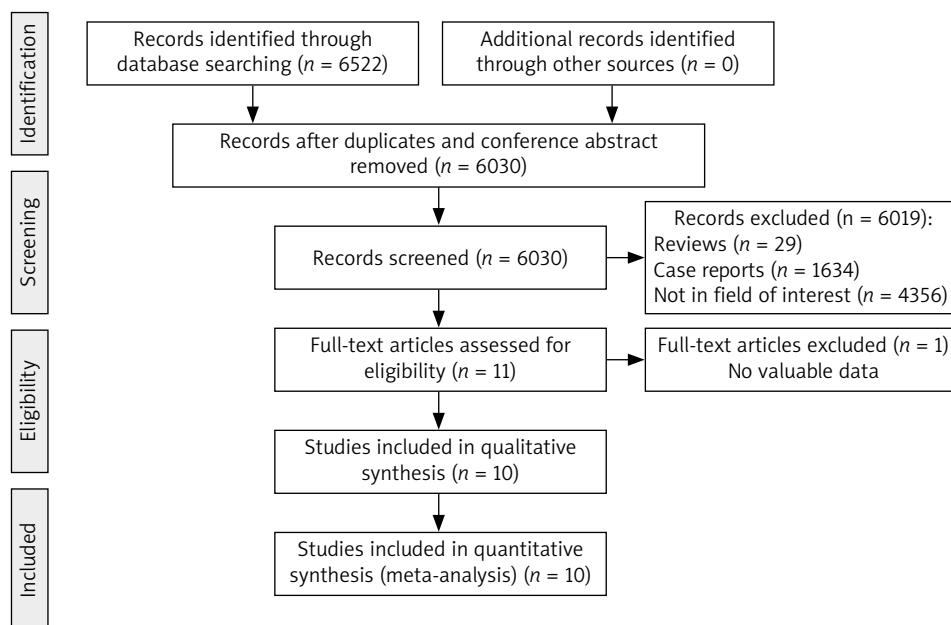 Identification
Records identified through
database searching (n = 6522)
Additional records identified
through other sources (n = 0)
Records after duplicates and conference abstract
removed (n = 6030)
Screening
Records screened (n = 6030)
Records excluded (n = 6019):
Reviews (n = 29)
Case reports (n = 1634)
Not in field of interest (n = 4356)
Eligibility
Full-text articles assessed for
eligibility (n = 11)
Full-text articles excluded (n = 1)
No valuable data
Studies included in qualitative
synthesis (n = 10)
Included
Studies included in quantitative
synthesis (meta-analysis) (n = 10)